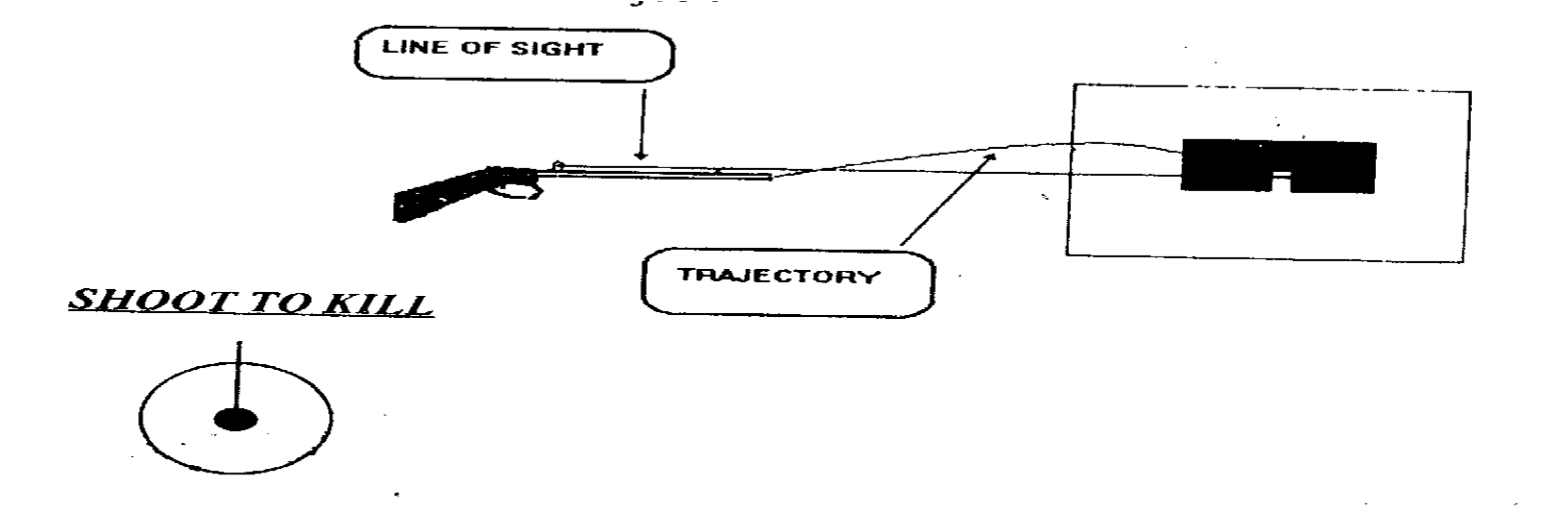 LINE OF SIGHT
TRAJECTORY
SHOOT TO KILL